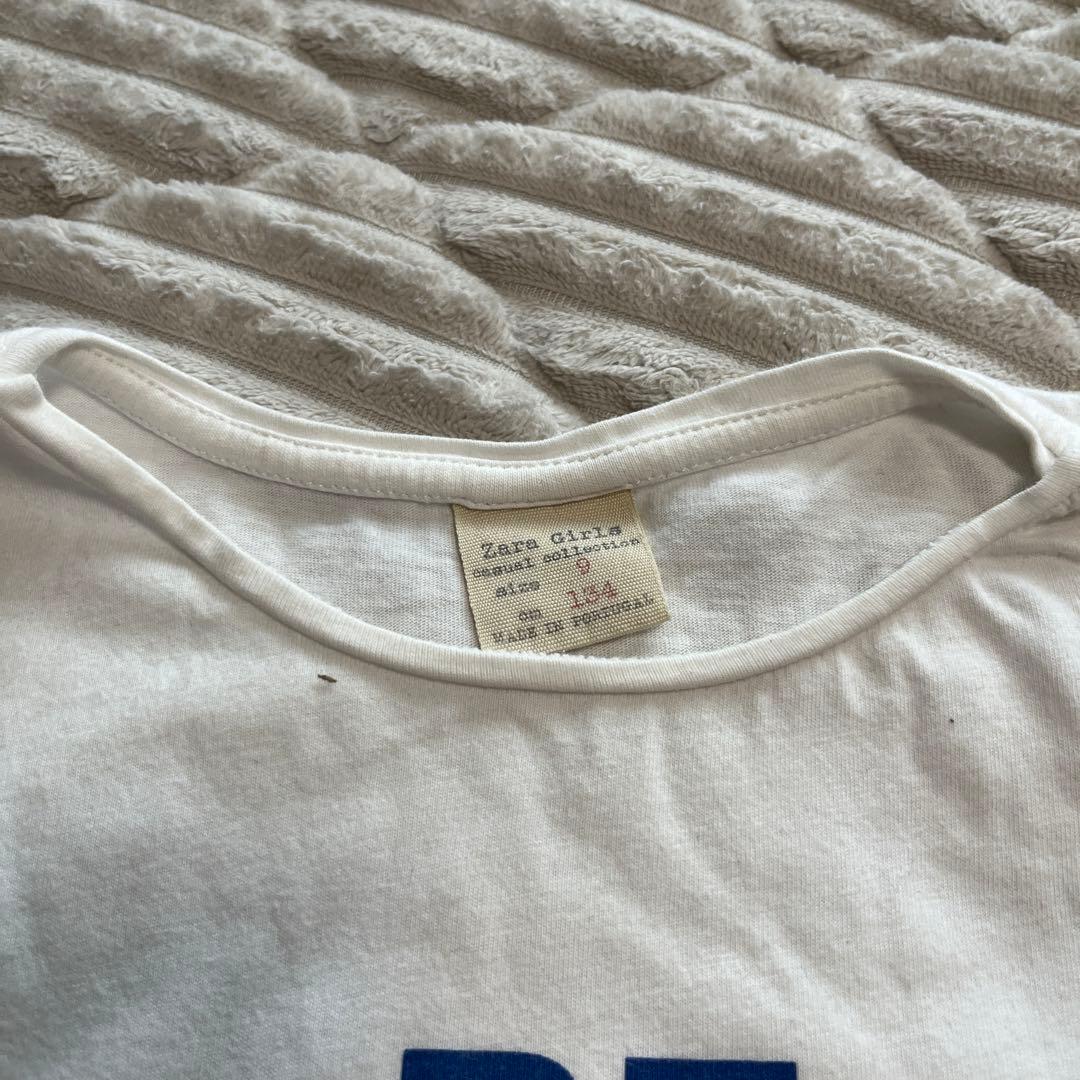 Zara Girls
casual collection
size 9
cm 134
MADE IN PORTUGAL